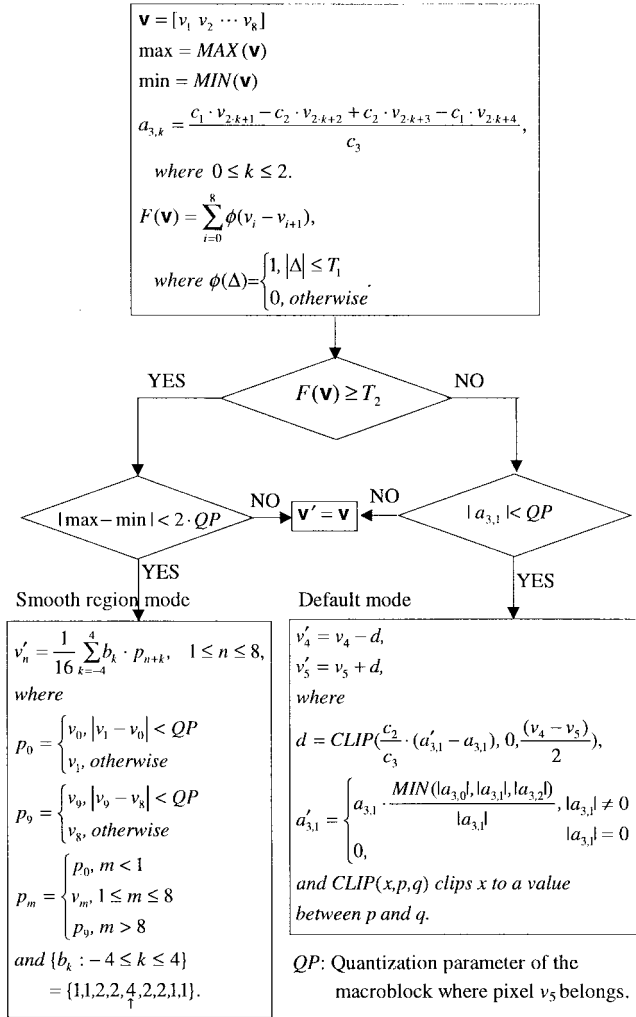 v = [v₁ v₂ ⋯ v₈]
max = MAX(v)
min = MIN(v)
a₃,ₖ = (c₁ · v₂.ₖ₊₁ − c₂ · v₂.ₖ₊₂ + c₂ · v₂.ₖ₊₃ − c₁ · v₂.ₖ₊₄) / c₃,
where 0 ≤ k ≤ 2.
F(v) = ∑_{i=0}^{8} ϕ(vᵢ − vᵢ₊₁),
where ϕ(Δ)= { 1, |Δ| ≤ T₁
0, otherwise
YES
F(v) ≥ T₂
NO
|max − min| < 2 · QP
NO
v' = v
NO
|a₃,₁| < QP
YES
YES
Smooth region mode
v'ₙ = 1/16 ∑_{k=−4}^{4} bₖ · pₙ₊ₖ, 1 ≤ n ≤ 8,
where
p₀ = { v₀, |v₁ − v₀| < QP
v₁, otherwise
p₉ = { v₉, |v₉ − v₈| < QP
v₈, otherwise
pₘ = { p₀, m < 1
vₘ, 1 ≤ m ≤ 8
p₉, m > 8
and {bₖ : −4 ≤ k ≤ 4}
= {1,1,2,2,4,2,2,1,1}.
↑
Default mode
v'₄ = v₄ − d,
v'₅ = v₅ + d,
where
d = CLIP(c₂/c₃ · (a'₃,₁ − a₃,₁), 0, (v₄ − v₅)/2),
a'₃,₁ = { a₃,₁ · MIN(|a₃,₀|,|a₃,₁|,|a₃,₂|) / |a₃,₁|, |a₃,₁| ≠ 0
0, |a₃,₁| = 0
and CLIP(x,p,q) clips x to a value
between p and q.
QP: Quantization parameter of the
macroblock where pixel v₅ belongs.